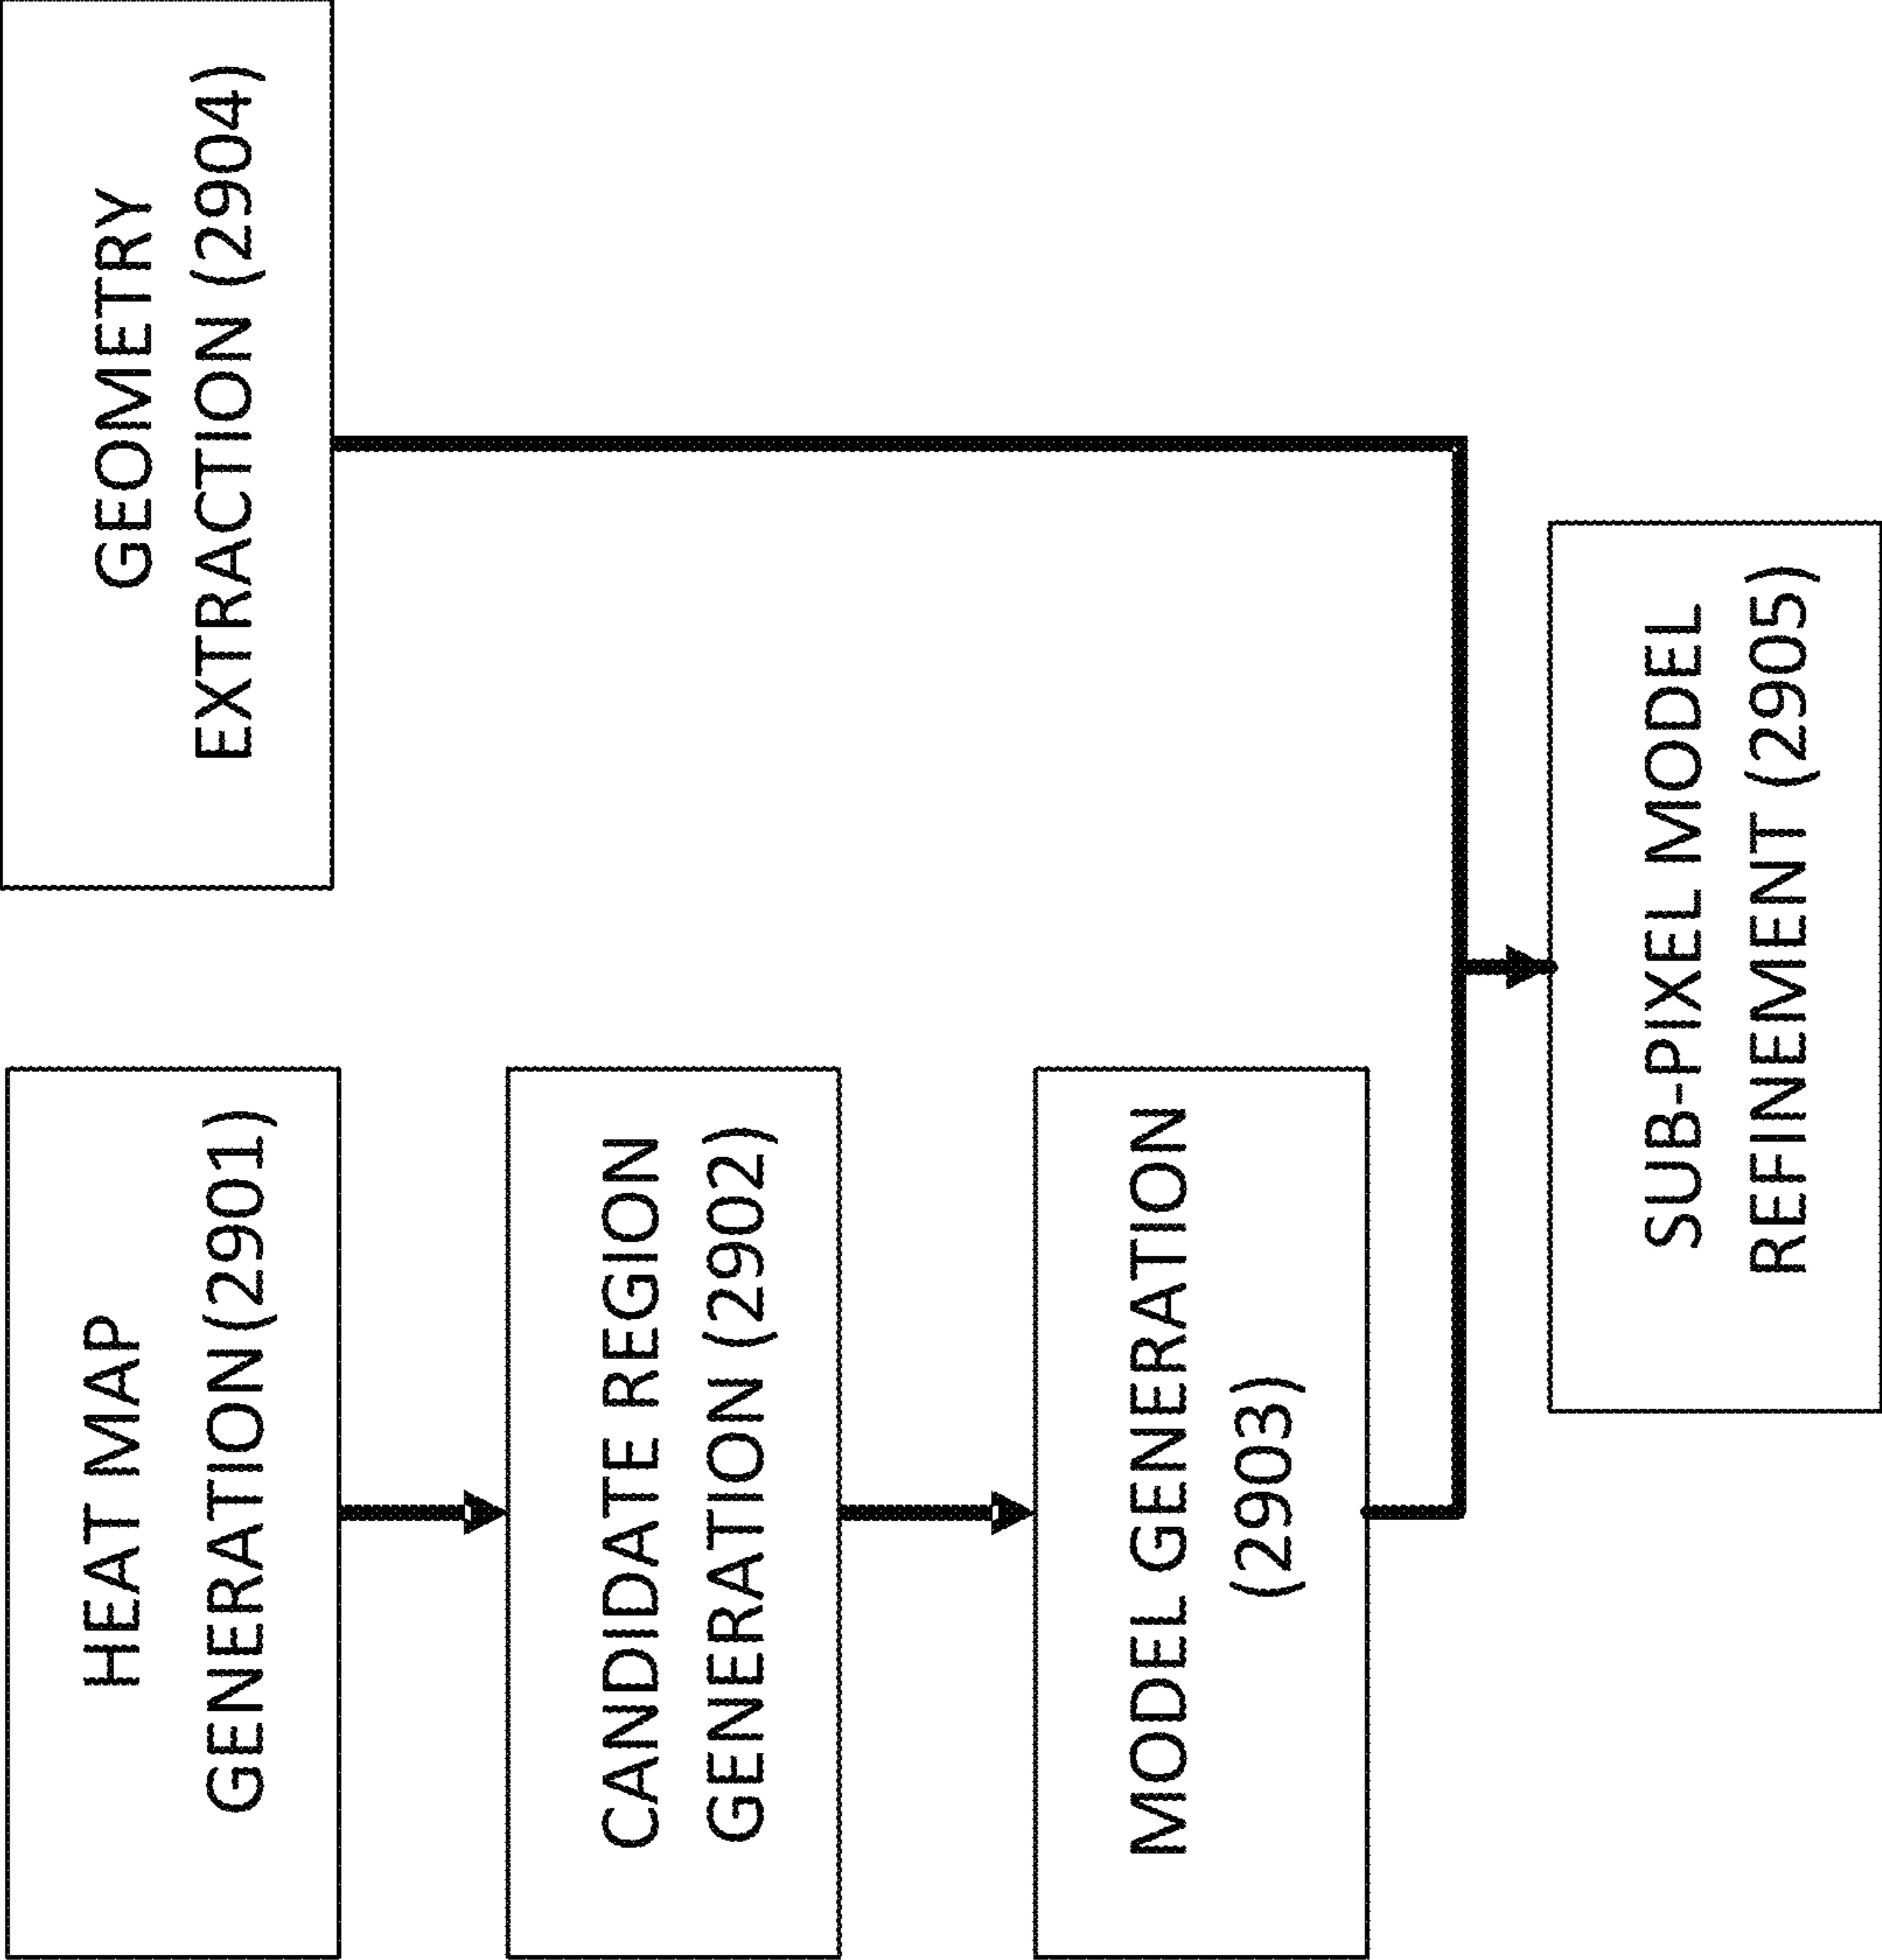 HEAT MAP
GENERATION (2901)
CANDIDATE REGION
GENERATION (2902)
MODEL GENERATION
(2903)
GEOMETRY
EXTRACTION (2904)
SUB-PIXEL MODEL
REFINEMENT (2905)